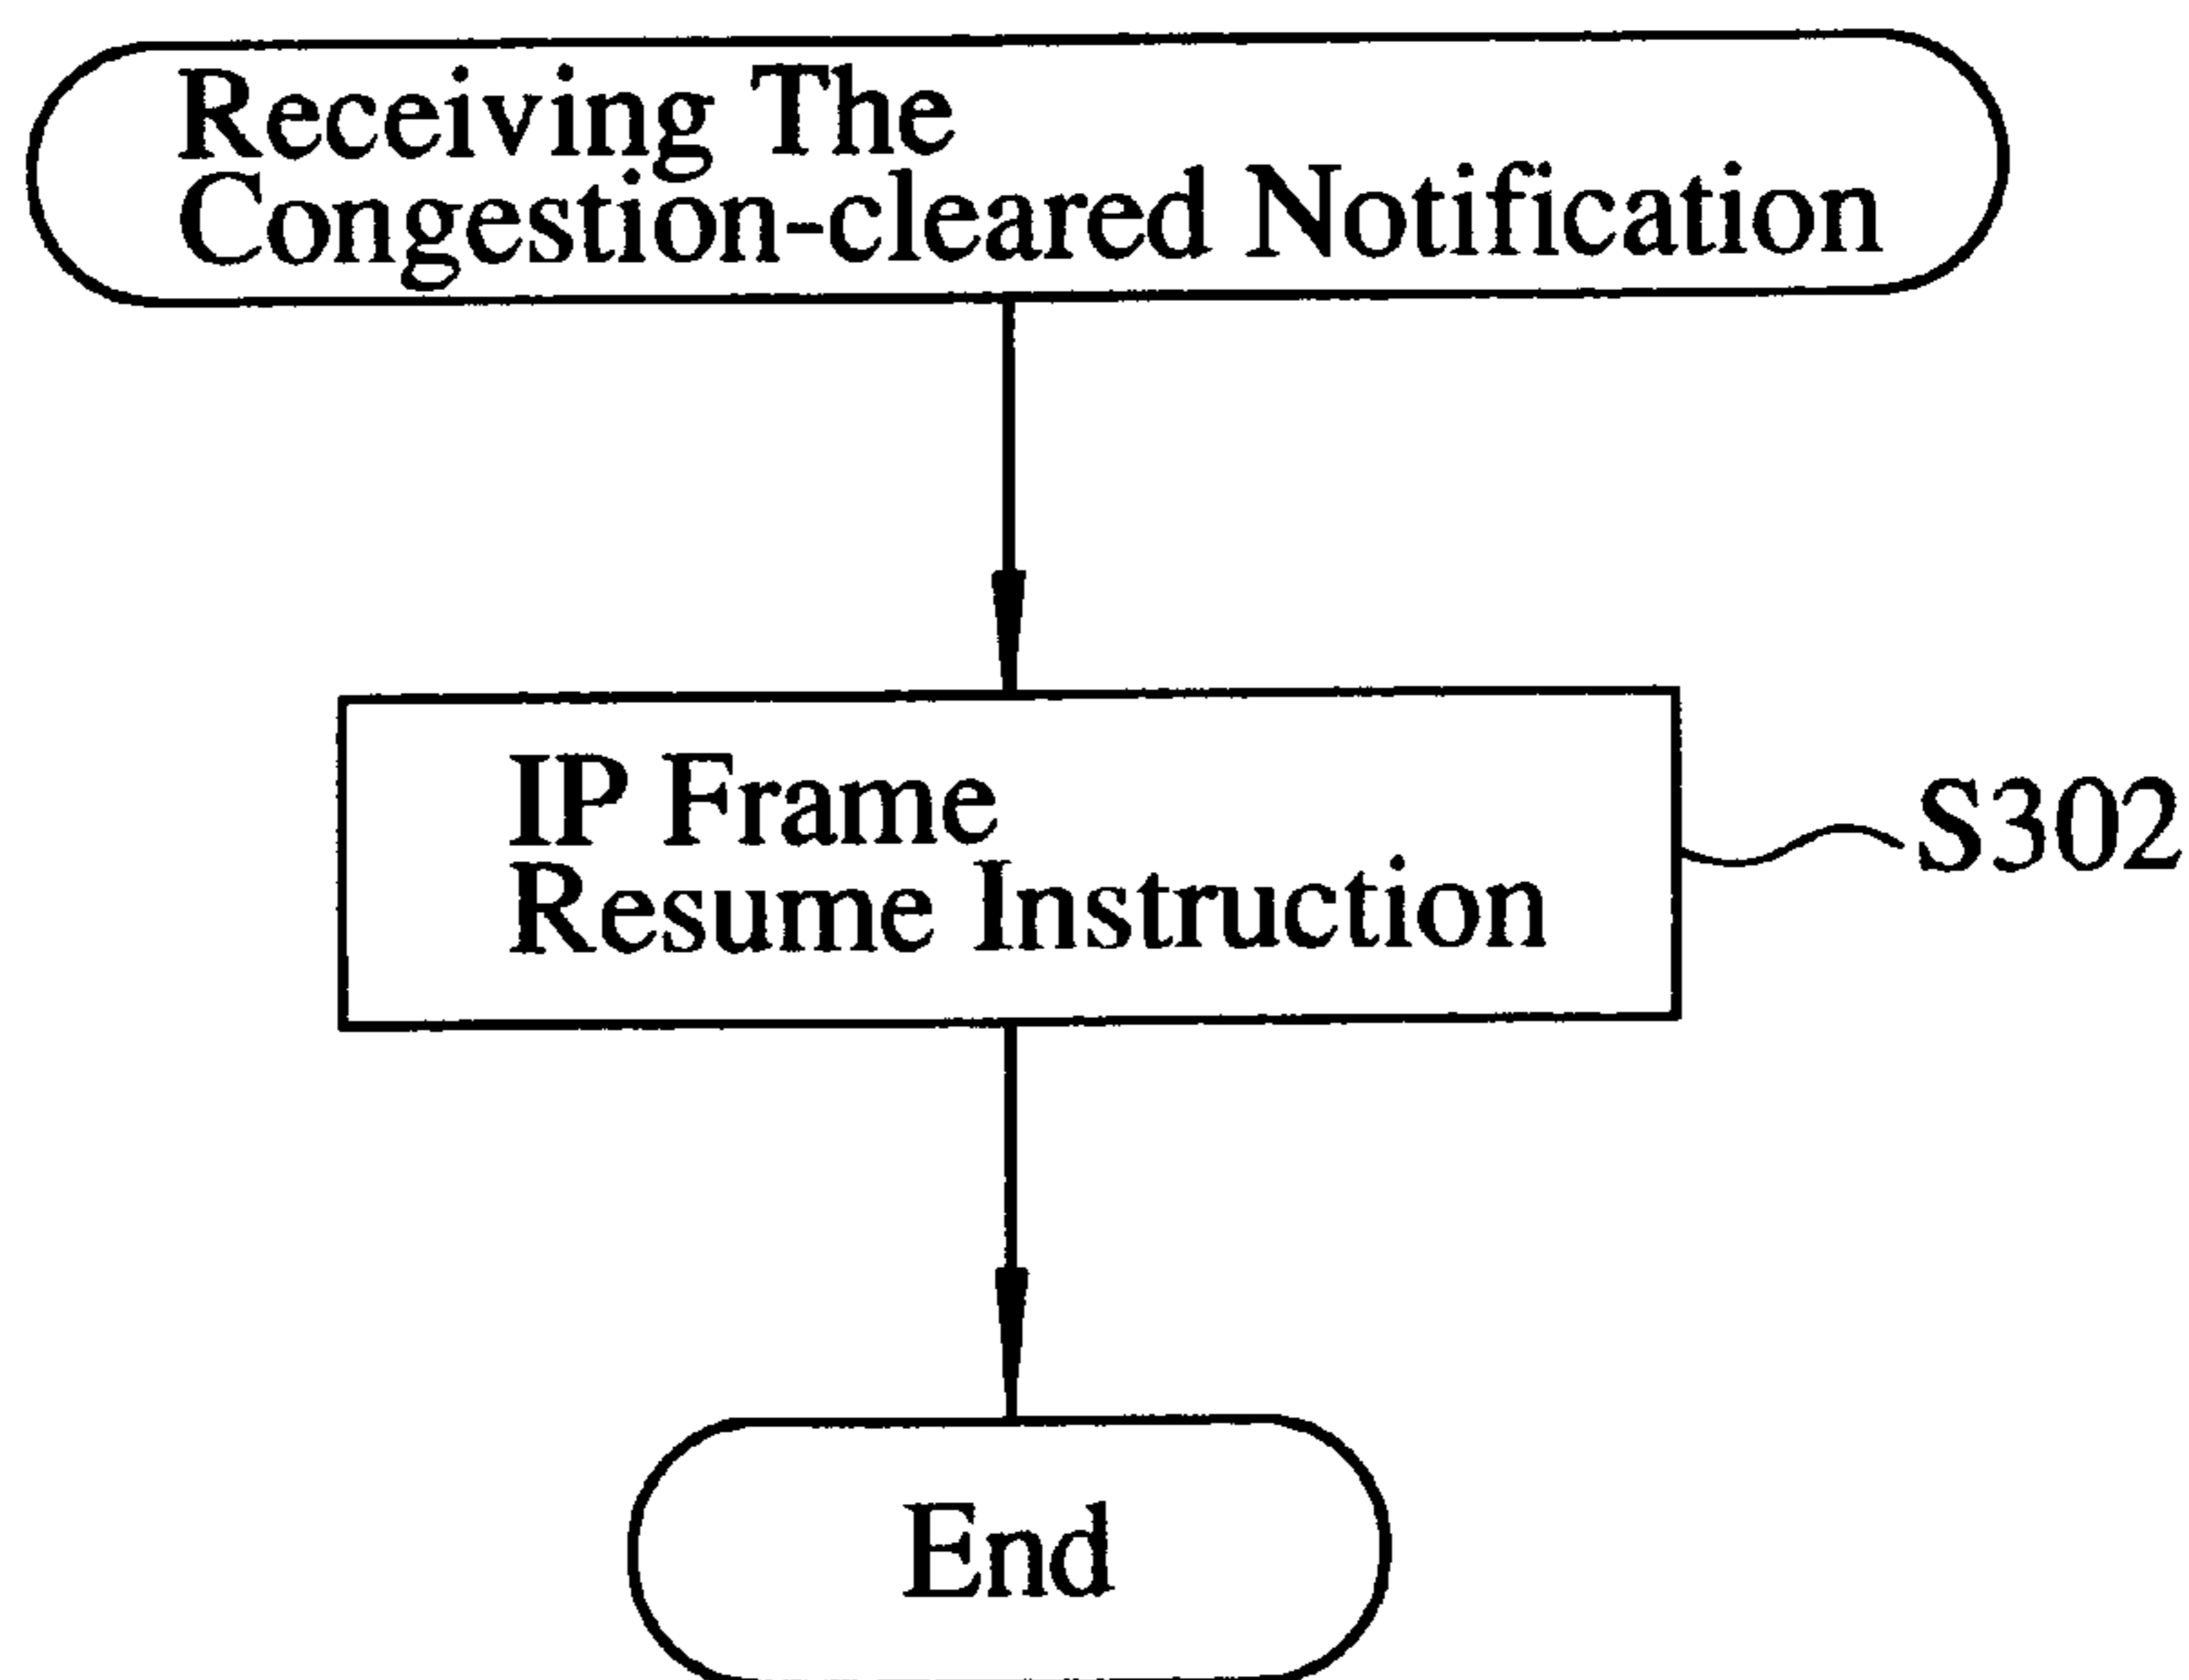 Receiving The
Congestion-cleared Notification
IP Frame
Resume Instruction
S302
End